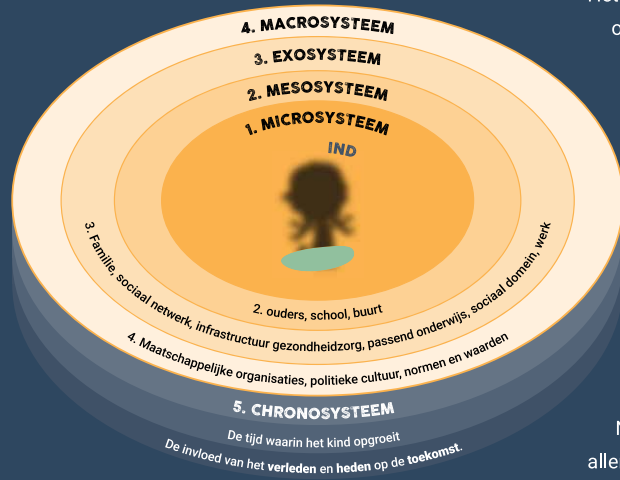 4. MACROSYSTEEM
3. EXOSYSTEEM
2. MESOSYSTEEM
1. MICROSYSTEEM
IND
2. ouders, school, buurt
3. Familie, sociaal netwerk, infrastructuur gezondheidzorg, passend onderwijs, sociaal domein, werk
4. Maatschappelijke organisaties, politieke cultuur, normen en waarden
5. CHRONOSYSTEEM
De tijd waarin het kind opgroeit
De invloed van het verleden en heden op de toekomst.
alle